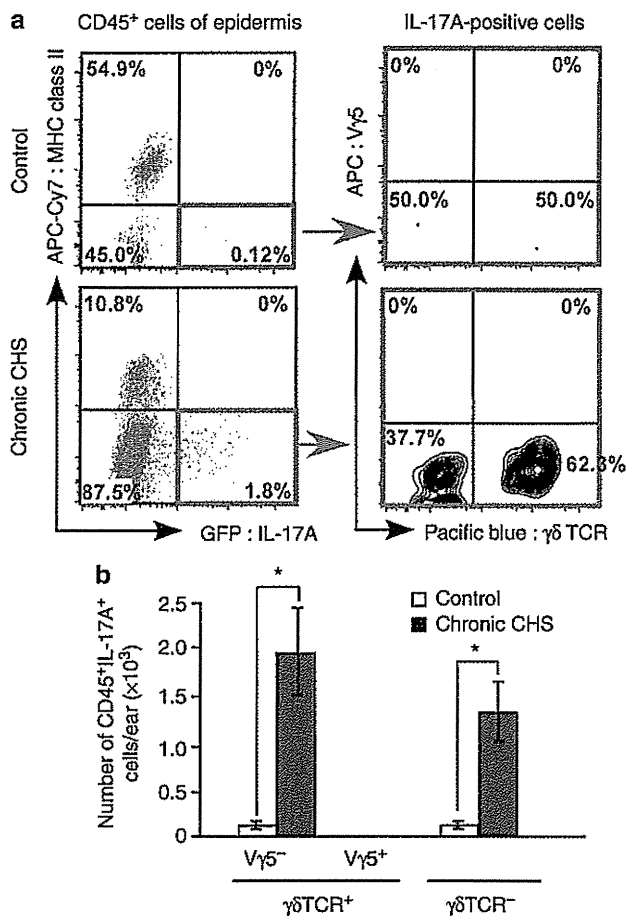 a
CD45⁺ cells of epidermis
IL-17A-positive cells
Control
APC-Cy7 : MHC class II
54.9%
0%
45.0%
0.12%
APC : Vγ5
0%
0%
50.0%
50.0%
Chronic CHS
10.8%
0%
87.5%
1.8%
0%
0%
37.7%
62.3%
GFP : IL-17A
Pacific blue : γδ TCR
b
Number of CD45⁺IL-17A⁺
cells/ear (×10³)
2.5
2.0
1.5
1.0
0.5
0
*
*
Control
Chronic CHS
Vγ5⁻
Vγ5⁺
γδTCR⁺
γδTCR⁻